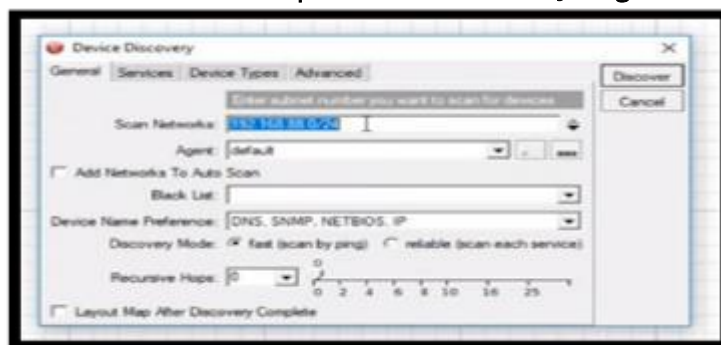 Device Discovery
General Services Device Types Advanced
Discover
Cancel
Enter subnet number you want to scan for devices
Scan Networks: 192.168.88.0/24
Agent: default
Add Networks To Auto Scan
Black List:
Device Name Preference: DNS, SNMP, NETBIOS, IP
Discovery Mode: fast (scan by ping) reliable (scan each service)
0
Recursive Hops: 0
0 2 4 6 8 10 16 25
Layout Map After Discovery Complete